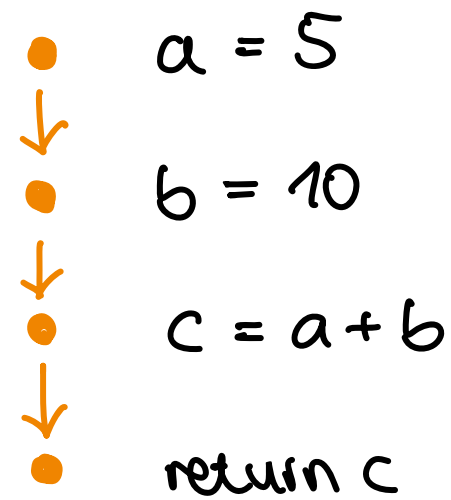 a = 5
b = 10
c = a + b
return c